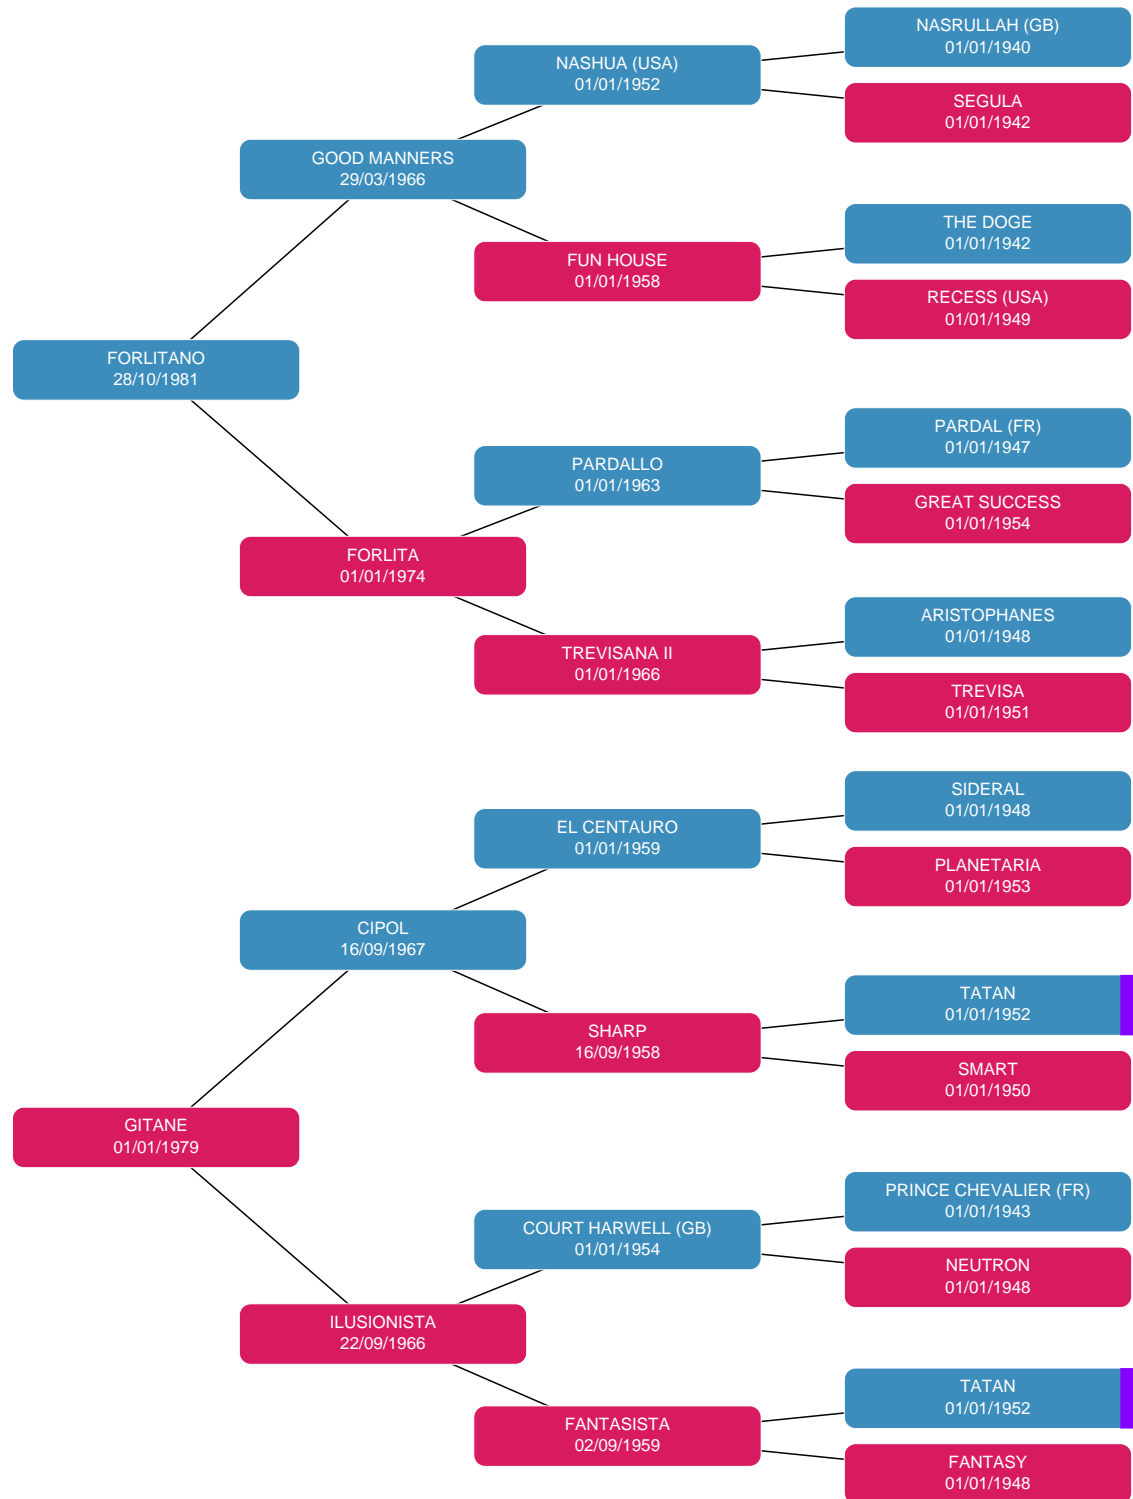 NASRULLAH (GB)
01/01/1940
NASHUA (USA)
01/01/1952
SEGULA
01/01/1942
GOOD MANNERS
29/03/1966
THE DOGE
01/01/1942
FUN HOUSE
01/01/1958
RECESS (USA)
01/01/1949
FORLITANO
28/10/1981
PARDAL (FR)
01/01/1947
PARDALLO
01/01/1963
GREAT SUCCESS
01/01/1954
FORLITA
01/01/1974
ARISTOPHANES
01/01/1948
TREVISANA II
01/01/1966
TREVISA
01/01/1951
SIDERAL
01/01/1948
EL CENTAURO
01/01/1959
PLANETARIA
01/01/1953
CIPOL
16/09/1967
TATAN
01/01/1952
SHARP
16/09/1958
SMART
01/01/1950
GITANE
01/01/1979
PRINCE CHEVALIER (FR)
01/01/1943
COURT HARWELL (GB)
01/01/1954
NEUTRON
01/01/1948
ILUSIONISTA
22/09/1966
TATAN
01/01/1952
FANTASISTA
02/09/1959
FANTASY
01/01/1948